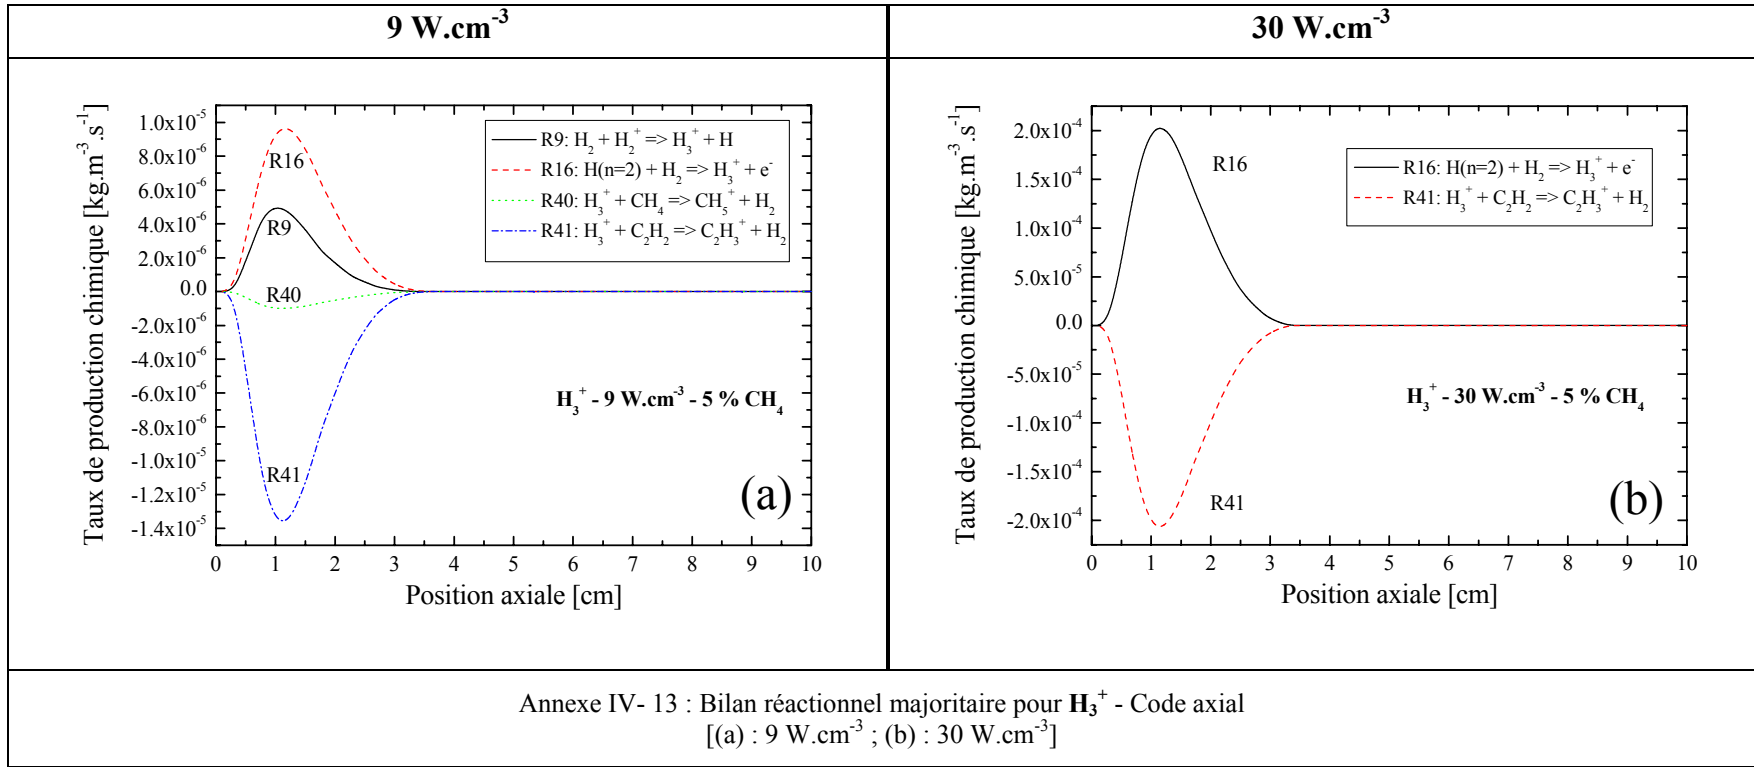 9 W.cm⁻³
30 W.cm⁻³
Taux de production chimique [kg.m⁻³.s⁻¹]
1.0x10⁻⁵
8.0x10⁻⁶
6.0x10⁻⁶
4.0x10⁻⁶
2.0x10⁻⁶
0.0
-2.0x10⁻⁶
-4.0x10⁻⁶
-6.0x10⁻⁶
-8.0x10⁻⁶
-1.0x10⁻⁵
-1.2x10⁻⁵
-1.4x10⁻⁵
R16
R9
R40
R41
R9: H₂ + H₂⁺ => H₃⁺ + H
R16: H(n=2) + H₂ => H₃⁺ + e⁻
R40: H₃⁺ + CH₄ => CH₅⁺ + H₂
R41: H₃⁺ + C₂H₂ => C₂H₃⁺ + H₂
H₃⁺ - 9 W.cm⁻³ - 5 % CH₄
(a)
0 1 2 3 4 5 6 7 8 9 10
Position axiale [cm]
Taux de production chimique [kg.m⁻³.s⁻¹]
2.0x10⁻⁴
1.5x10⁻⁴
1.0x10⁻⁴
5.0x10⁻⁵
0.0
-5.0x10⁻⁵
-1.0x10⁻⁴
-1.5x10⁻⁴
-2.0x10⁻⁴
R16
R41
R16: H(n=2) + H₂ => H₃⁺ + e⁻
R41: H₃⁺ + C₂H₂ => C₂H₃⁺ + H₂
H₃⁺ - 30 W.cm⁻³ - 5 % CH₄
(b)
0 1 2 3 4 5 6 7 8 9 10
Position axiale [cm]
Annexe IV- 13 : Bilan réactionnel majoritaire pour H₃⁺ - Code axial
[(a) : 9 W.cm⁻³ ; (b) : 30 W.cm⁻³]